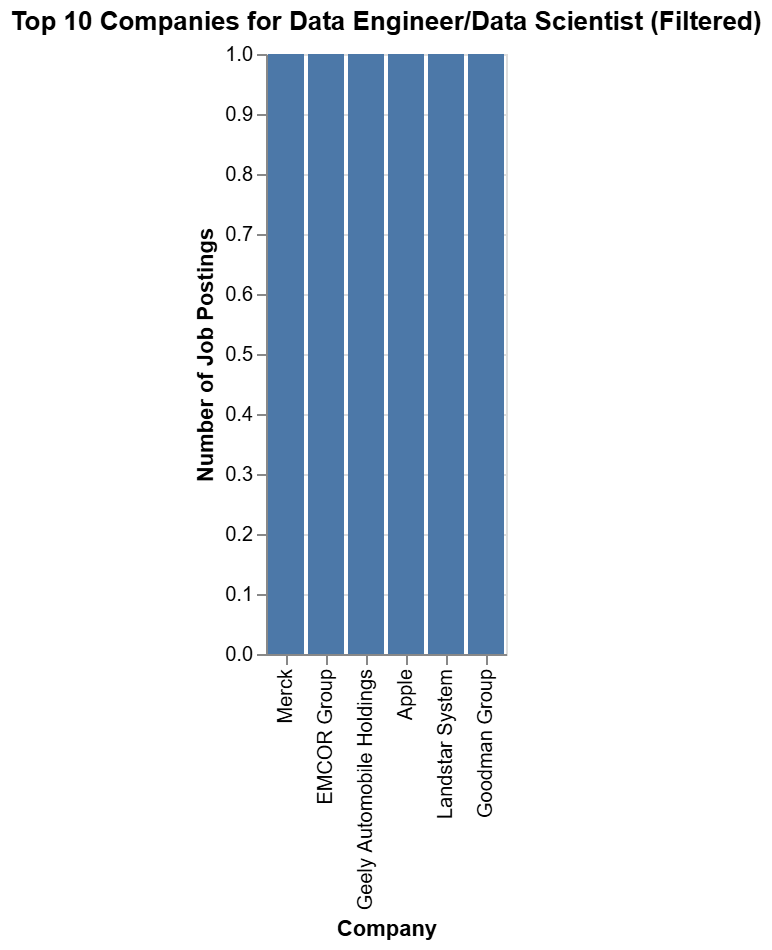 Top 10 Companies for Data Engineer/Data Scientist (Filtered)
1.0
0.9
0.8
0.7
0.6
0.5
0.4
0.3
0.2
0.1
0.0
Number of Job Postings
Merck
EMCOR Group
Geely Automobile Holdings
Apple
Landstar System
Goodman Group
Company